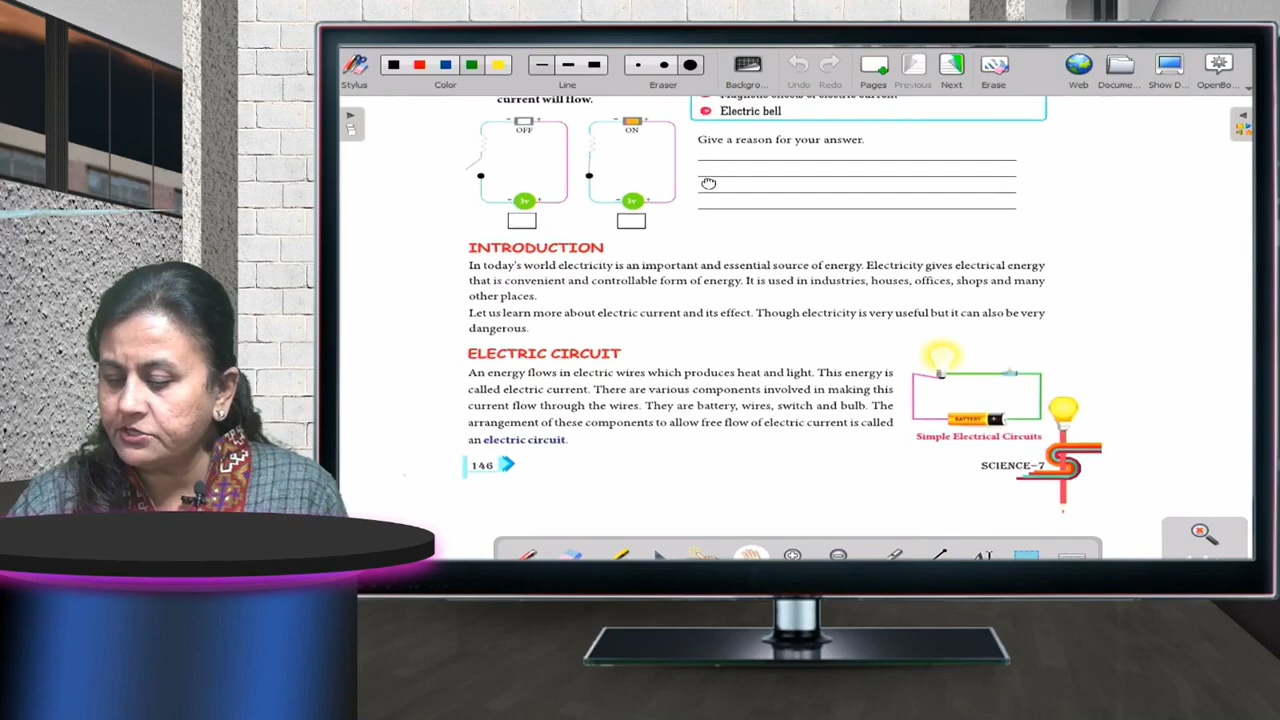 Stylus
Color
Line
Eraser
Backgro...
Undo
Redo
Pages
Previous
Next
Erase
Web
Docume...
Show D...
OpenBo...
current will flow.
Electric bell
OFF
ON
Give a reason for your answer.
3v
3v
INTRODUCTION
In today's world electricity is an important and essential source of energy. Electricity gives electrical energy
that is convenient and controllable form of energy. It is used in industries, houses, offices, shops and many
other places.
Let us learn more about electric current and its effect. Though electricity is very useful but it can also be very
dangerous.
ELECTRIC CIRCUIT
An energy flows in electric wires which produces heat and light. This energy is
called electric current. There are various components involved in making this
current flow through the wires. They are battery, wires, switch and bulb. The
arrangement of these components to allow free flow of electric current is called
an electric circuit.
BATTERY
Simple Electrical Circuits
146
SCIENCE–7